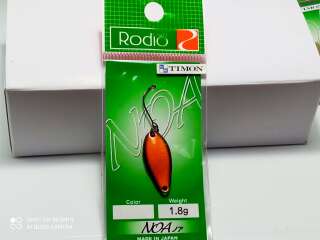 Rodio
TIMON
NOA
Color
Weight
1.8g
NOA
MADE IN JAPAN